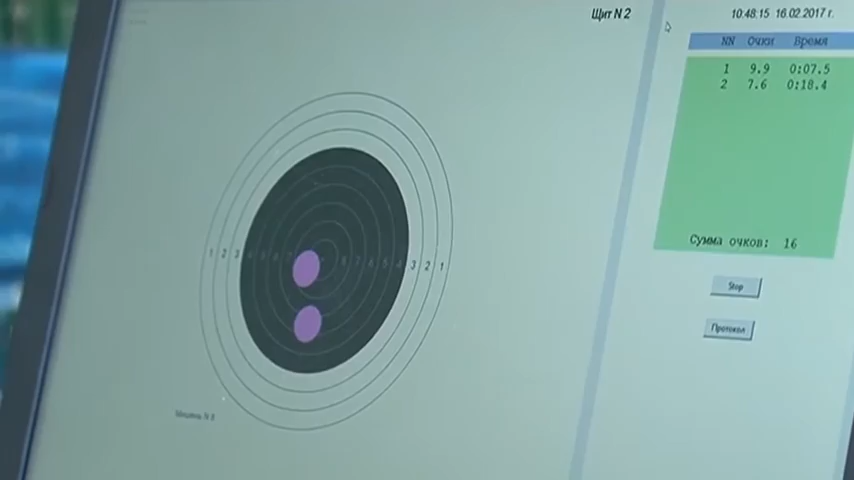 Щит N 2
10:48:15 16.02.2017 г.
NN Очки Время
1 9.9 0:07.5
2 7.6 0:18.4
Сумма очков: 16
Stop
Протокол
1 2 3 4 5 6 7 8 7 6 5 4 3 2 1
Мишень N 8